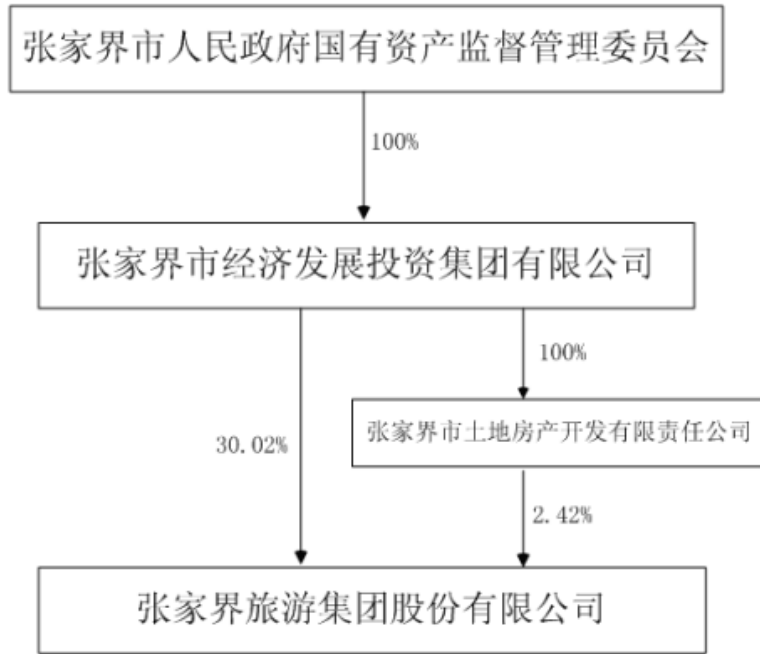 张家界市人民政府国有资产监督管理委员会
100%
张家界市经济发展投资集团有限公司
100%
张家界市土地房产开发有限责任公司
30.02%
2.42%
张家界旅游集团股份有限公司